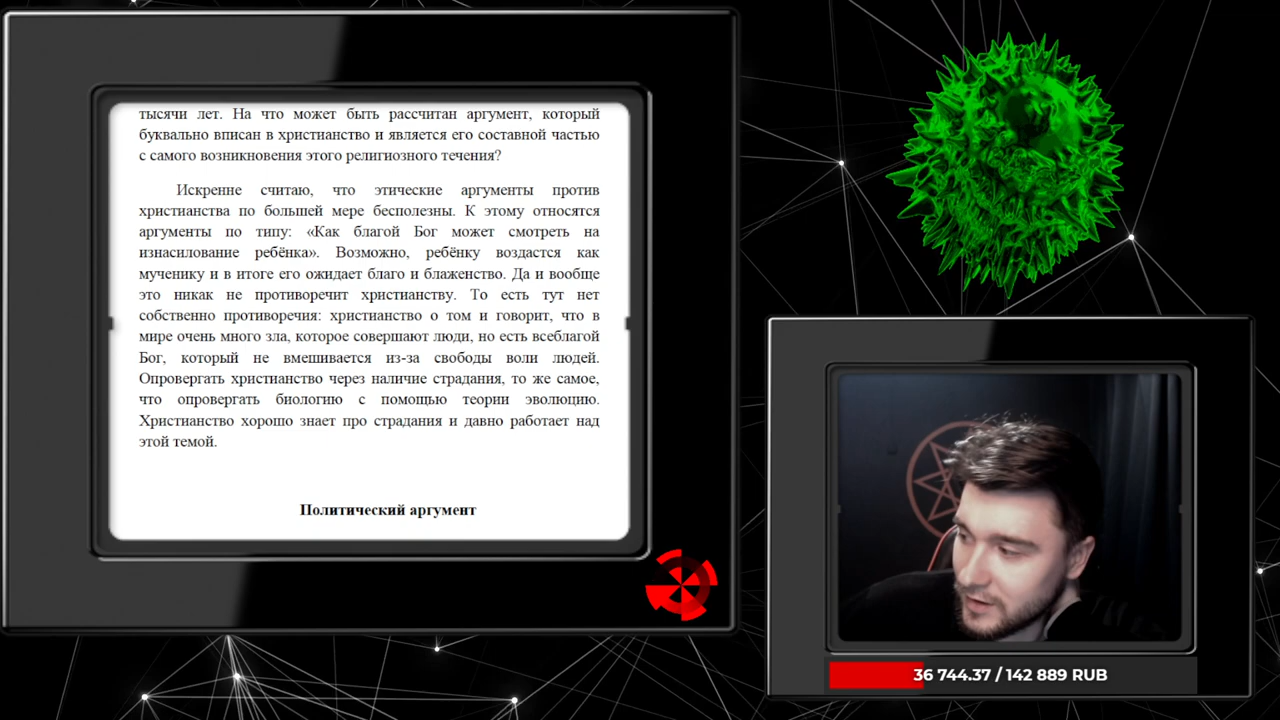 тысячи лет. На что может быть рассчитан аргумент, который
буквально вписан в христианство и является его составной частью
с самого возникновения этого религиозного течения?
Искренне считаю, что этические аргументы против
христианства по большей мере бесполезны. К этому относятся
аргументы по типу: «Как благой Бог может смотреть на
изнасилование ребёнка». Возможно, ребёнку воздастся как
мученику и в итоге его ожидает благо и блаженство. Да и вообще
это никак не противоречит христианству. То есть тут нет
собственно противоречия: христианство о том и говорит, что в
мире очень много зла, которое совершают люди, но есть всеблагой
Бог, который не вмешивается из-за свободы воли людей.
Опровергать христианство через наличие страдания, то же самое,
что опровергать биологию с помощью теории эволюцию.
Христианство хорошо знает про страдания и давно работает над
этой темой.
Политический аргумент
36 744.37 / 142 889 RUB